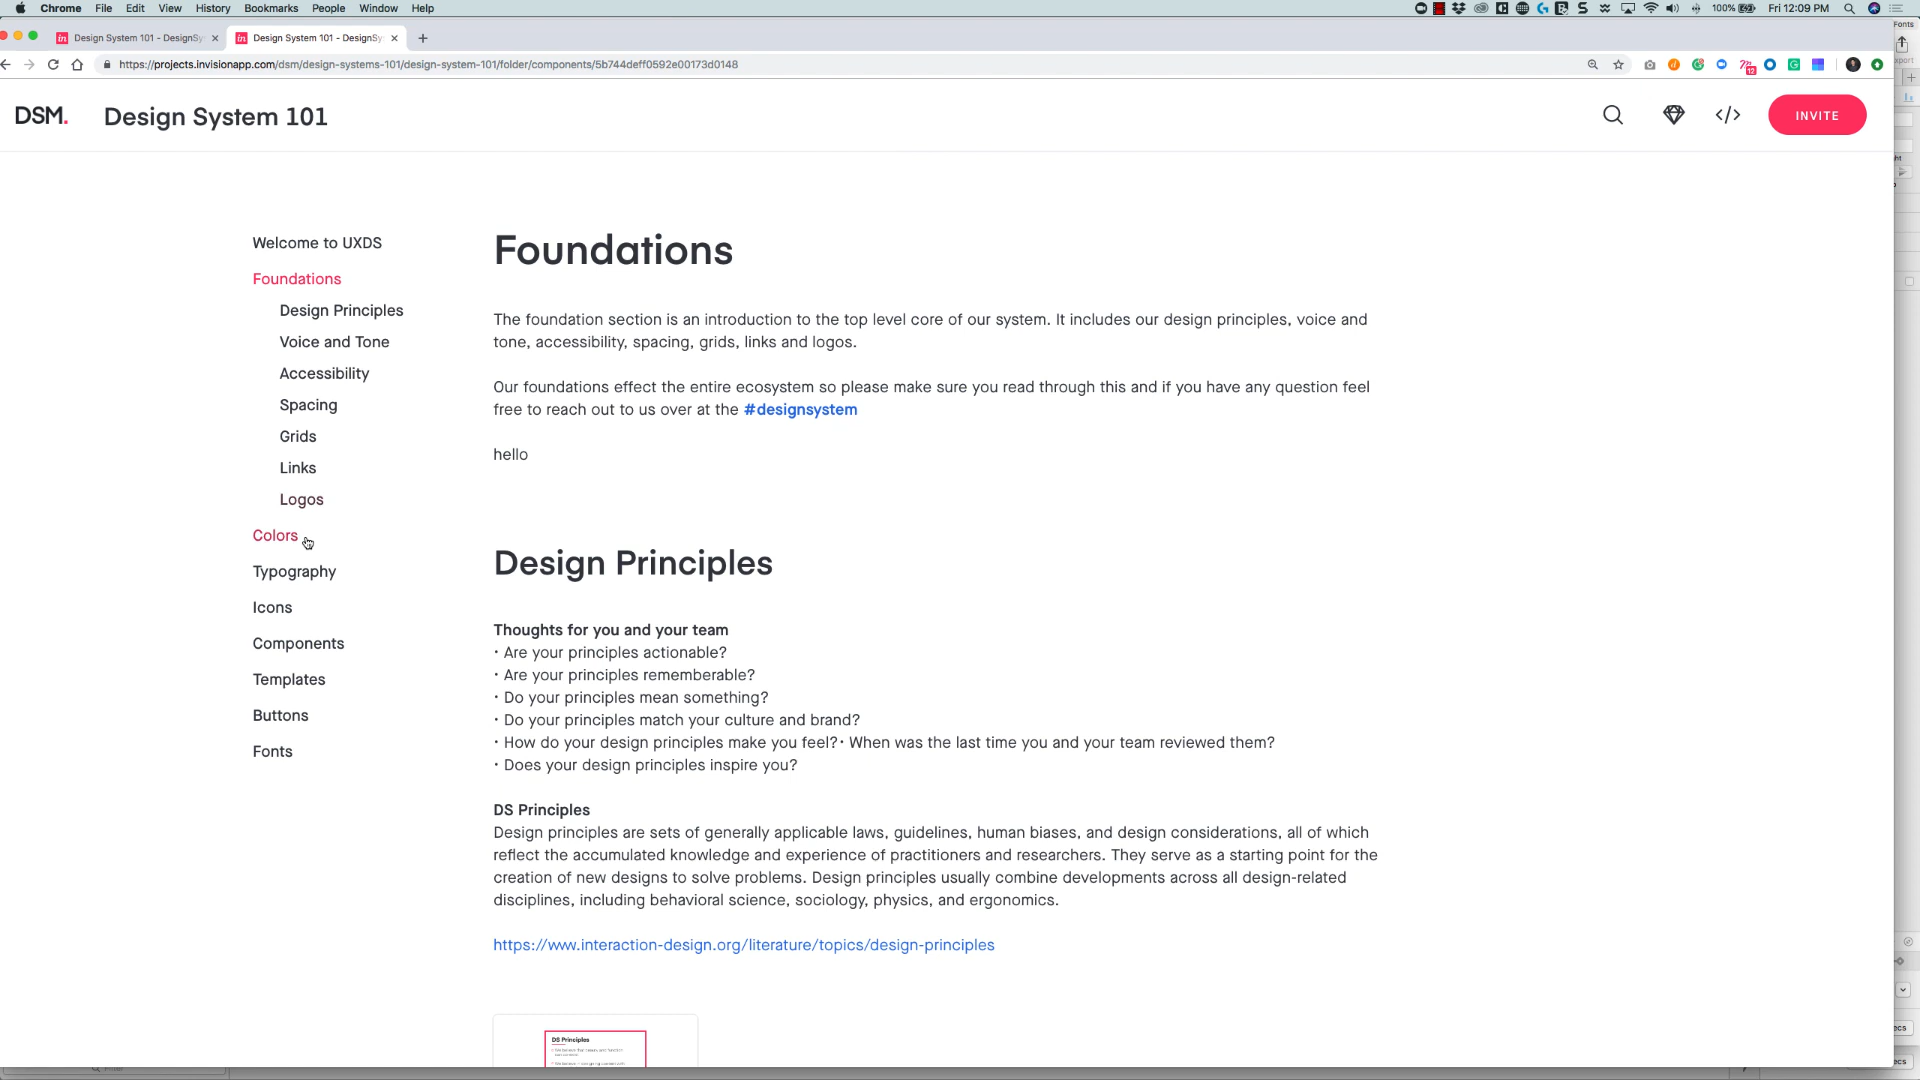 Chrome File Edit View History Bookmarks People Window Help
100% Fri 12:09 PM
Fonts
Design System 101 - DesignSy
Design System 101 - DesignSy
https://projects.invisionapp.com/dsm/design-systems-101/design-system-101/folder/components/5b744deff0592e00173d0148
12
DSM.
Design System 101
</>
INVITE
Welcome to UXDS
Foundations
Design Principles
Voice and Tone
Accessibility
Spacing
Grids
Links
Logos
Colors
Typography
Icons
Components
Templates
Buttons
Fonts
Foundations
The foundation section is an introduction to the top level core of our system. It includes our design principles, voice and
tone, accessibility, spacing, grids, links and logos.
Our foundations effect the entire ecosystem so please make sure you read through this and if you have any question feel
free to reach out to us over at the #designsystem
hello
Design Principles
Thoughts for you and your team
· Are your principles actionable?
· Are your principles rememberable?
· Do your principles mean something?
· Do your principles match your culture and brand?
· How do your design principles make you feel?· When was the last time you and your team reviewed them?
· Does your design principles inspire you?
DS Principles
Design principles are sets of generally applicable laws, guidelines, human biases, and design considerations, all of which
reflect the accumulated knowledge and experience of practitioners and researchers. They serve as a starting point for the
creation of new designs to solve problems. Design principles usually combine developments across all design-related
disciplines, including behavioral science, sociology, physics, and ergonomics.
https://www.interaction-design.org/literature/topics/design-principles
DS Principles